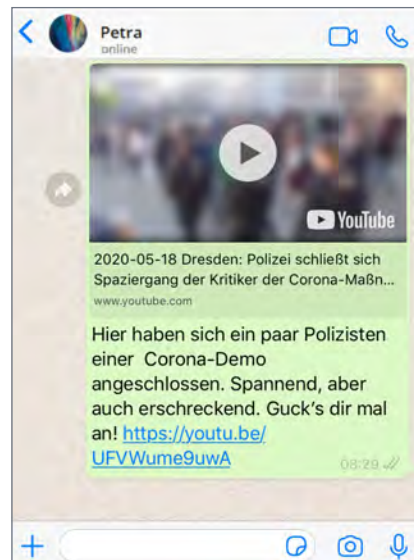 Petra
online
YouTube
2020-05-18 Dresden: Polizei schließt sich
Spaziergang der Kritiker der Corona-Maßn...
www.youtube.com
Hier haben sich ein paar Polizisten
einer Corona-Demo
angeschlossen. Spannend, aber
auch erschreckend. Guck's dir mal
an! https://youtu.be/
UFVWume9uwA
08:29